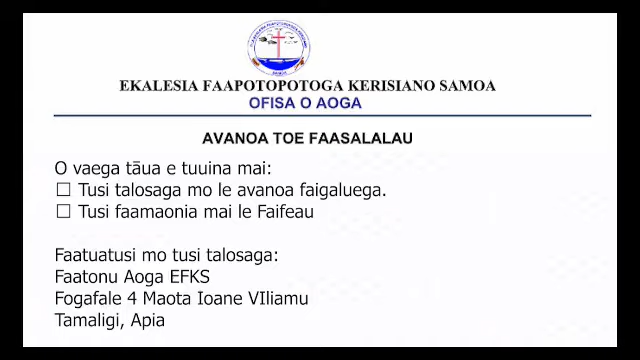 EKALESIA FAAPOTOPOTOGA KERISIANO SAMOA
OFISA O AOGA
AVANOA TOE FAASALALAU
O vaega tāua e tuuina mai:
☐ Tusi talosaga mo le avanoa faigaluega.
☐ Tusi faamaonia mai le Faifeau
Faatuatusi mo tusi talosaga:
Faatonu Aoga EFKS
Fogafale 4 Maota Ioane VIliamu
Tamaligi, Apia